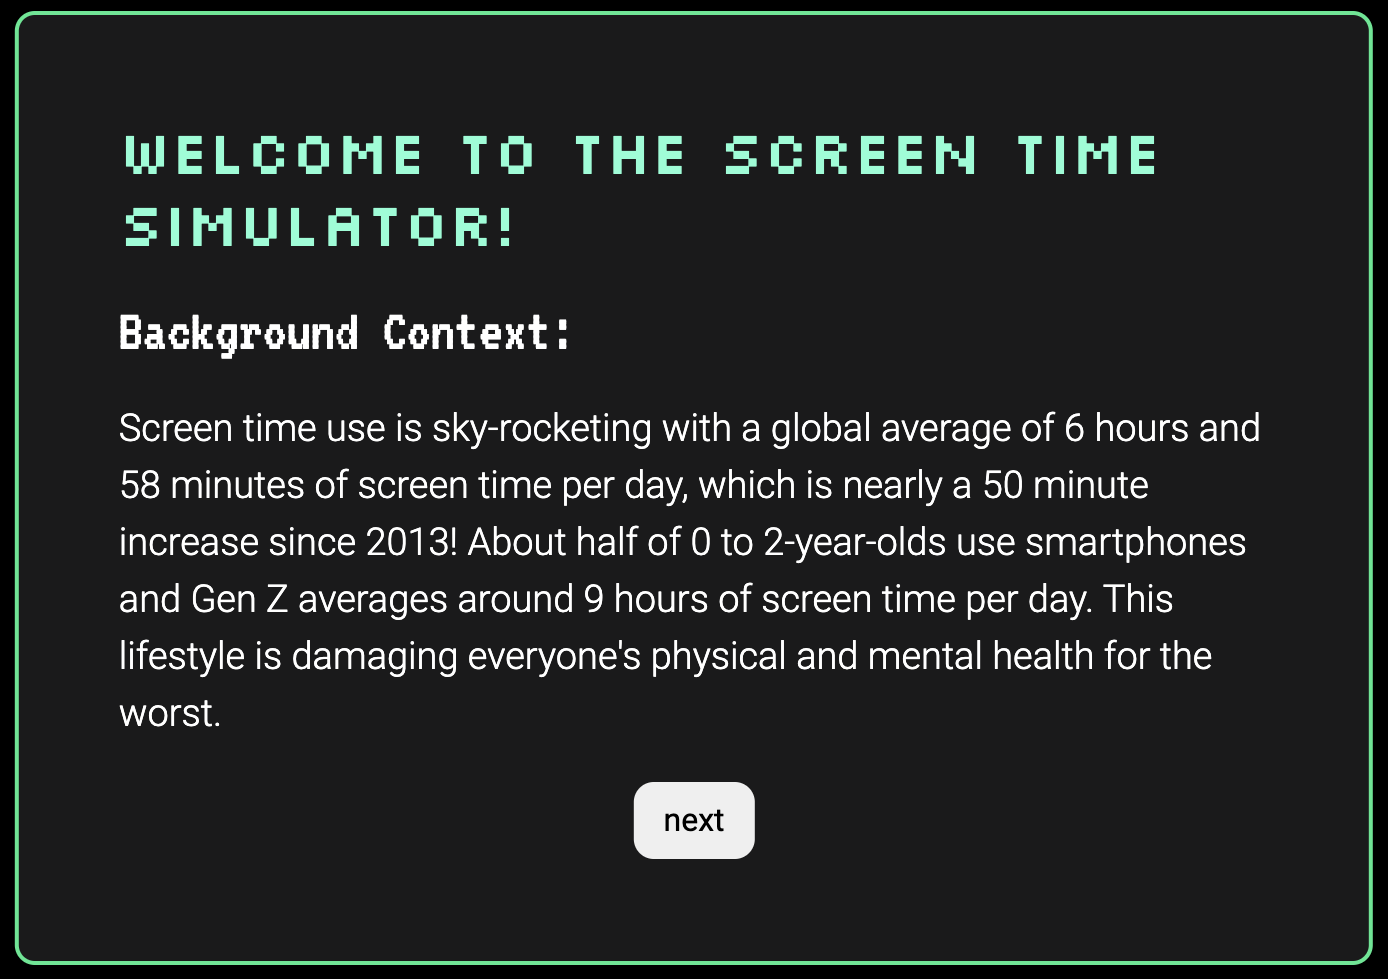 WELCOME TO THE SCREEN TIME
SIMULATOR!
Background Context:
Screen time use is sky-rocketing with a global average of 6 hours and
58 minutes of screen time per day, which is nearly a 50 minute
increase since 2013! About half of 0 to 2-year-olds use smartphones
and Gen Z averages around 9 hours of screen time per day. This
lifestyle is damaging everyone's physical and mental health for the
worst.
next